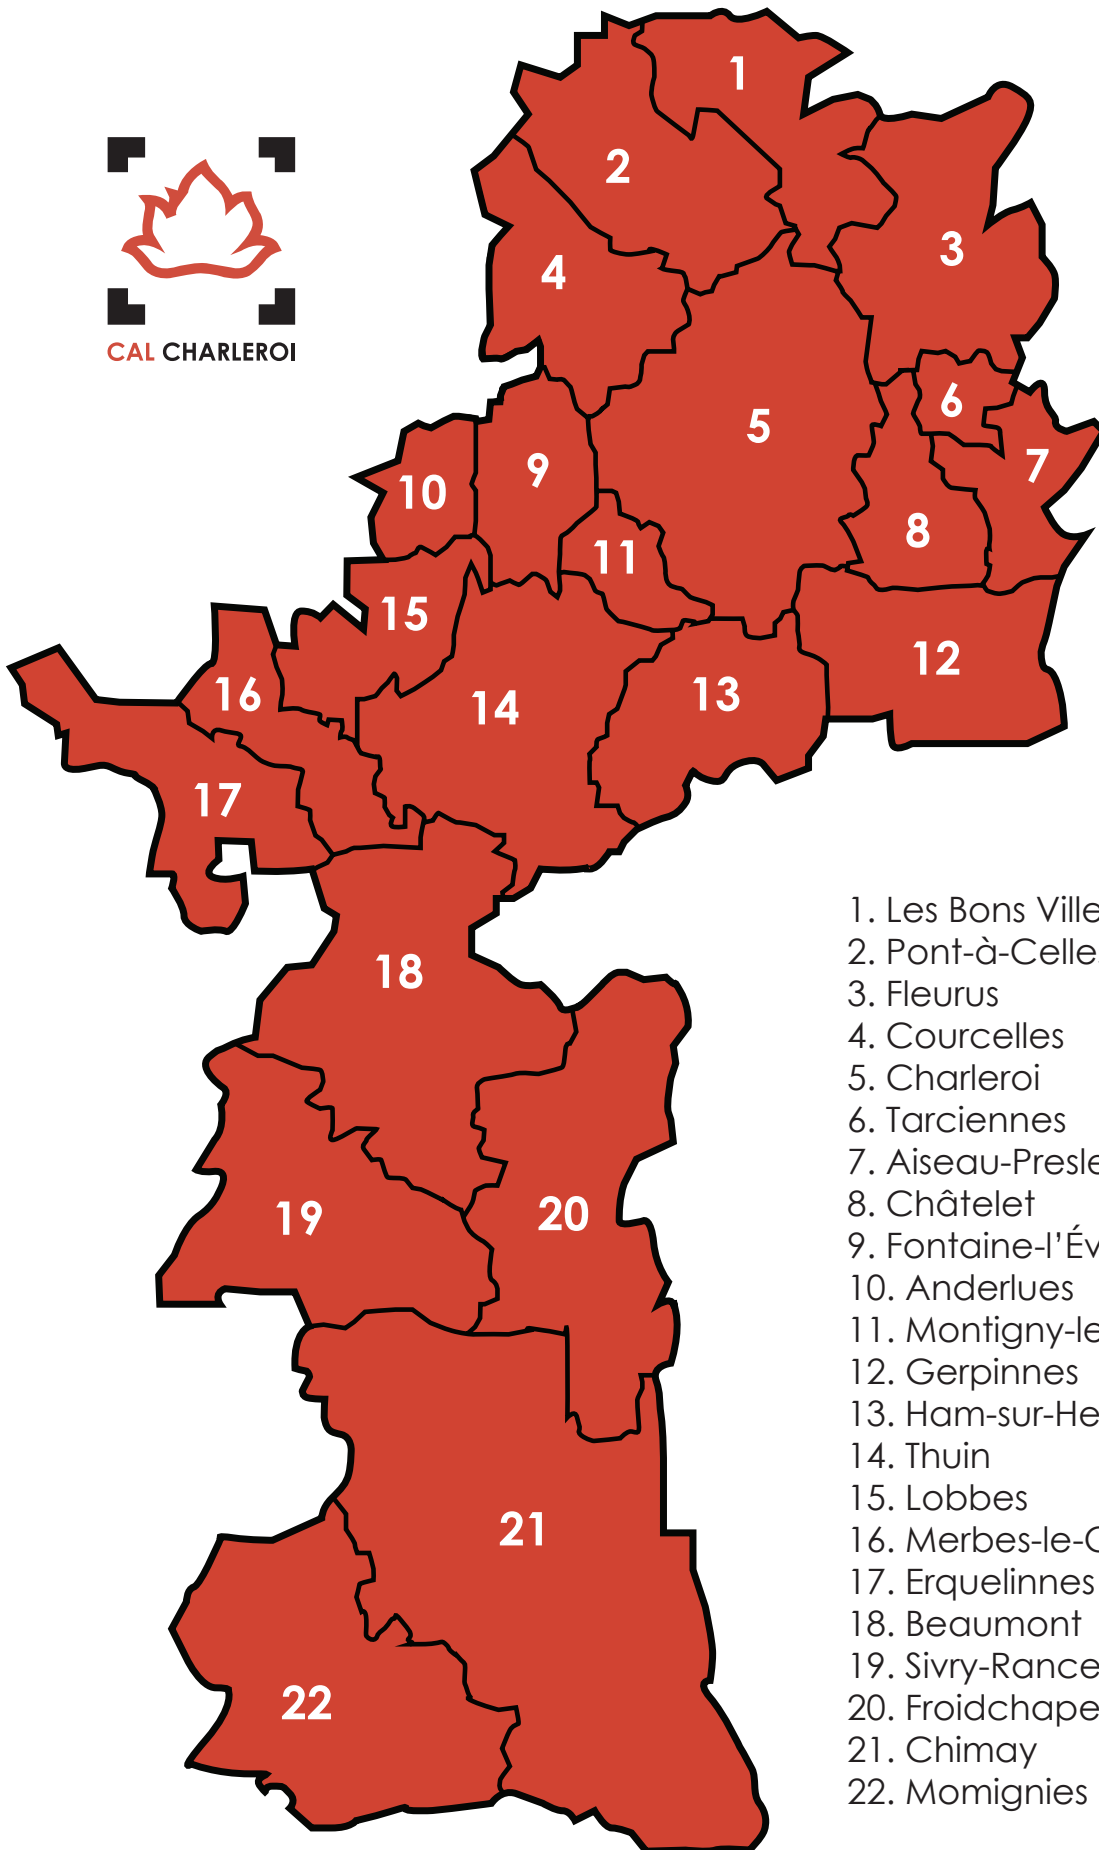 1
2
3
4
5
6
7
8
9
10
11
12
13
14
15
16
17
18
19
20
21
22
CAL CHARLEROI
1. Les Bons Ville
2. Pont-à-Celle
3. Fleurus
4. Courcelles
5. Charleroi
6. Tarciennes
7. Aiseau-Presle
8. Châtelet
9. Fontaine-l'Év
10. Anderlues
11. Montigny-le
12. Gerpinnes
13. Ham-sur-He
14. Thuin
15. Lobbes
16. Merbes-le-C
17. Erquelinnes
18. Beaumont
19. Sivry-Rance
20. Froidchape
21. Chimay
22. Momignies